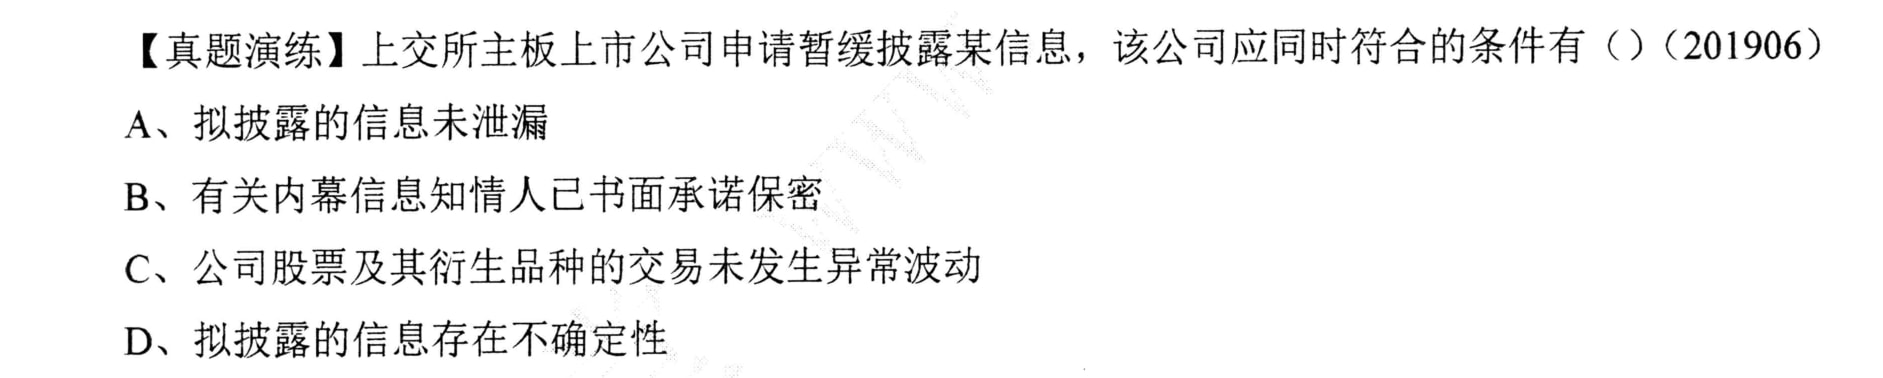 【真题演练】上交所主板上市公司申请暂缓披露某信息，该公司应同时符合的条件有（）（201906）
A、拟披露的信息未泄漏
B、有关内幕信息知情人已书面承诺保密
C、公司股票及其衍生品种的交易未发生异常波动
D、拟披露的信息存在不确定性